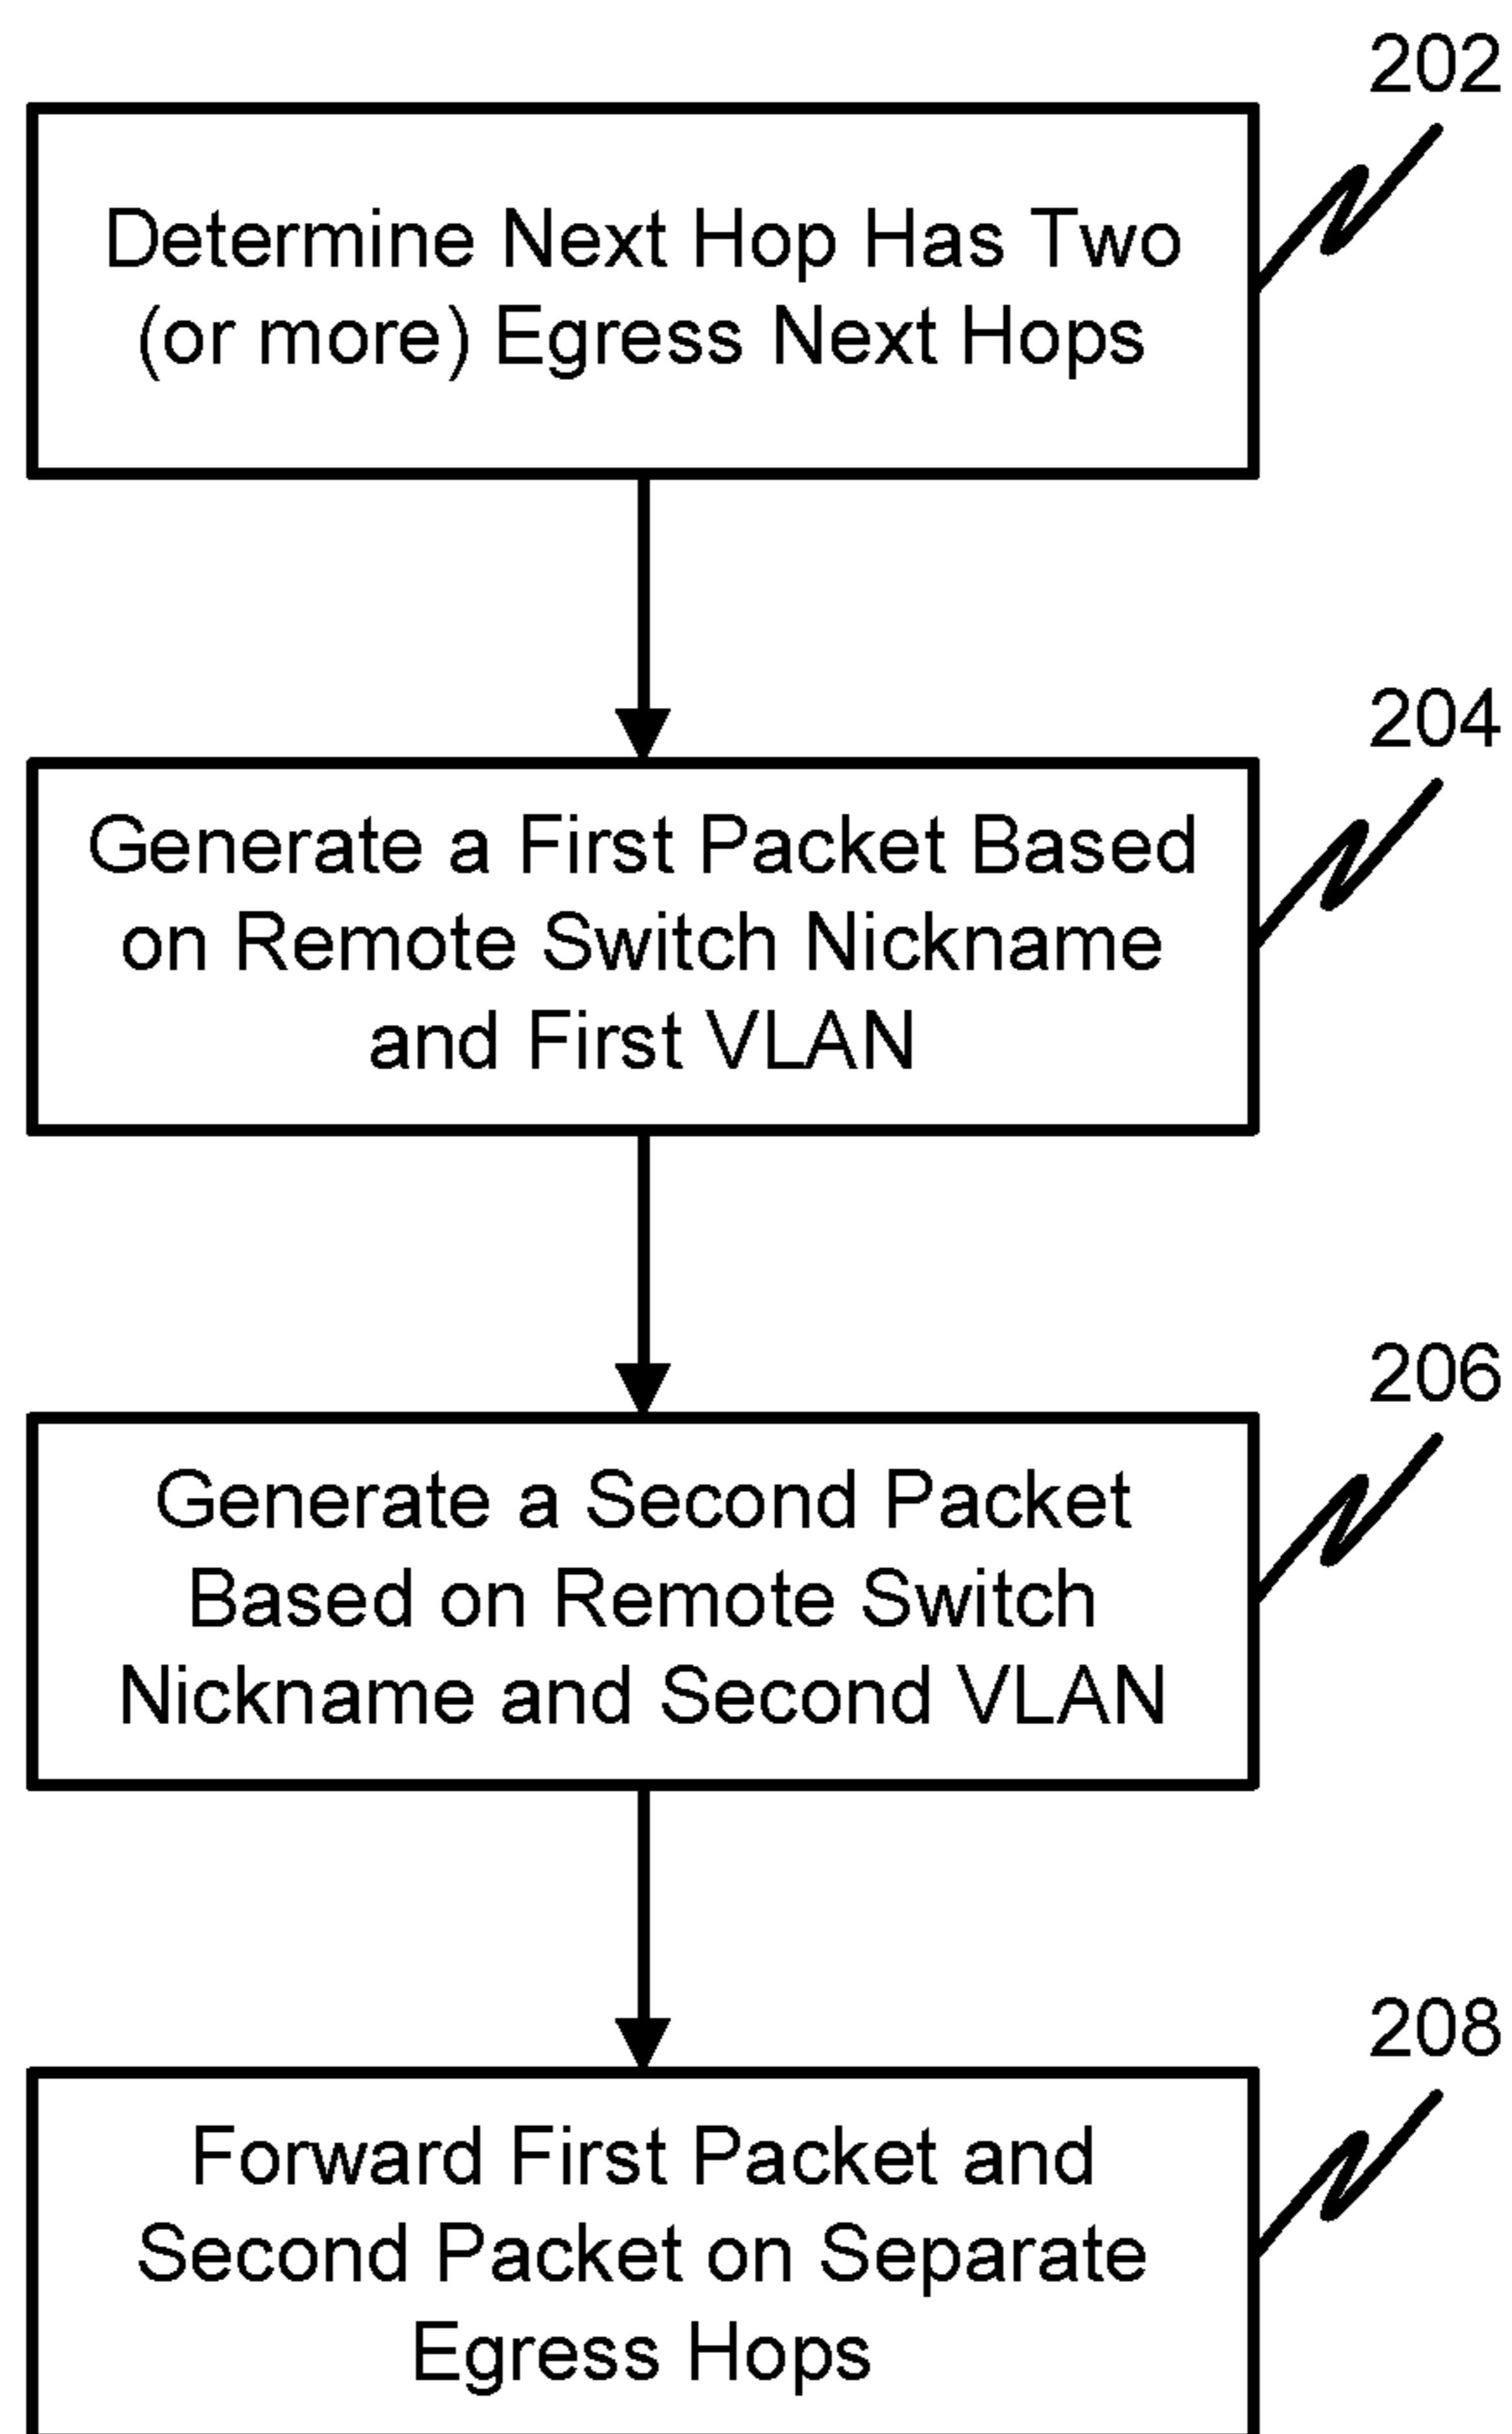 202
Determine Next Hop Has Two
(or more) Egress Next Hops
204
Generate a First Packet Based
on Remote Switch Nickname
and First VLAN
206
Generate a Second Packet
Based on Remote Switch
Nickname and Second VLAN
208
Forward First Packet and
Second Packet on Separate
Egress Hops